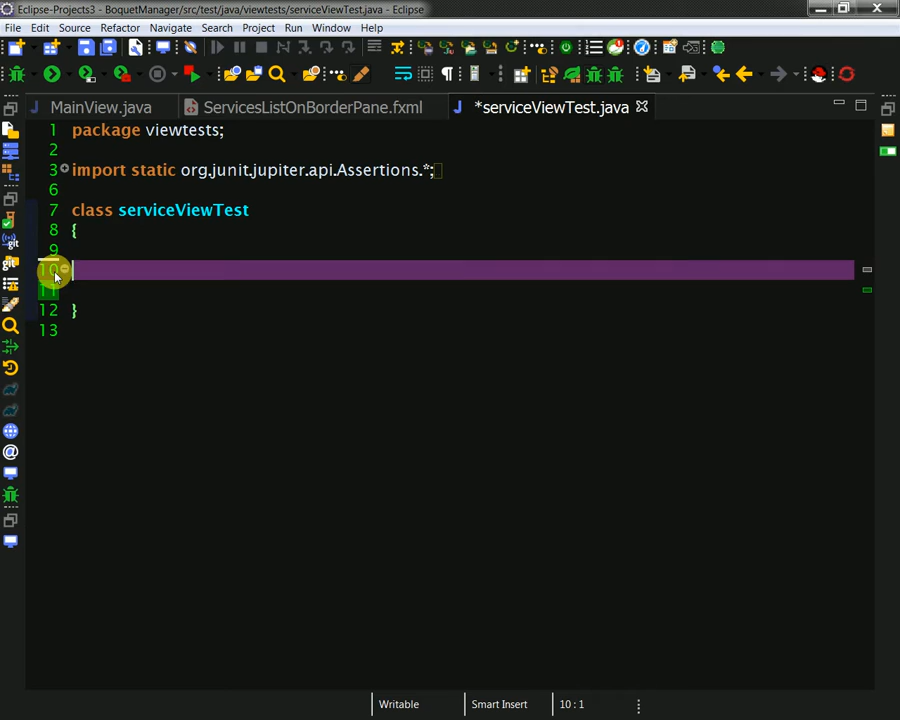 Eclipse-Projects3 - BoquetManager/src/test/java/viewtests/serviceViewTest.java - Eclipse
File Edit Source Refactor Navigate Search Project Run Window Help
MainView.java ServicesListOnBorderPane.fxml *serviceViewTest.java
1 package viewtests;
2
3 import static org.junit.jupiter.api.Assertions.*;
6
7 class serviceViewTest
8 {
9
10
11
12 }
13
Writable Smart Insert 10 : 1